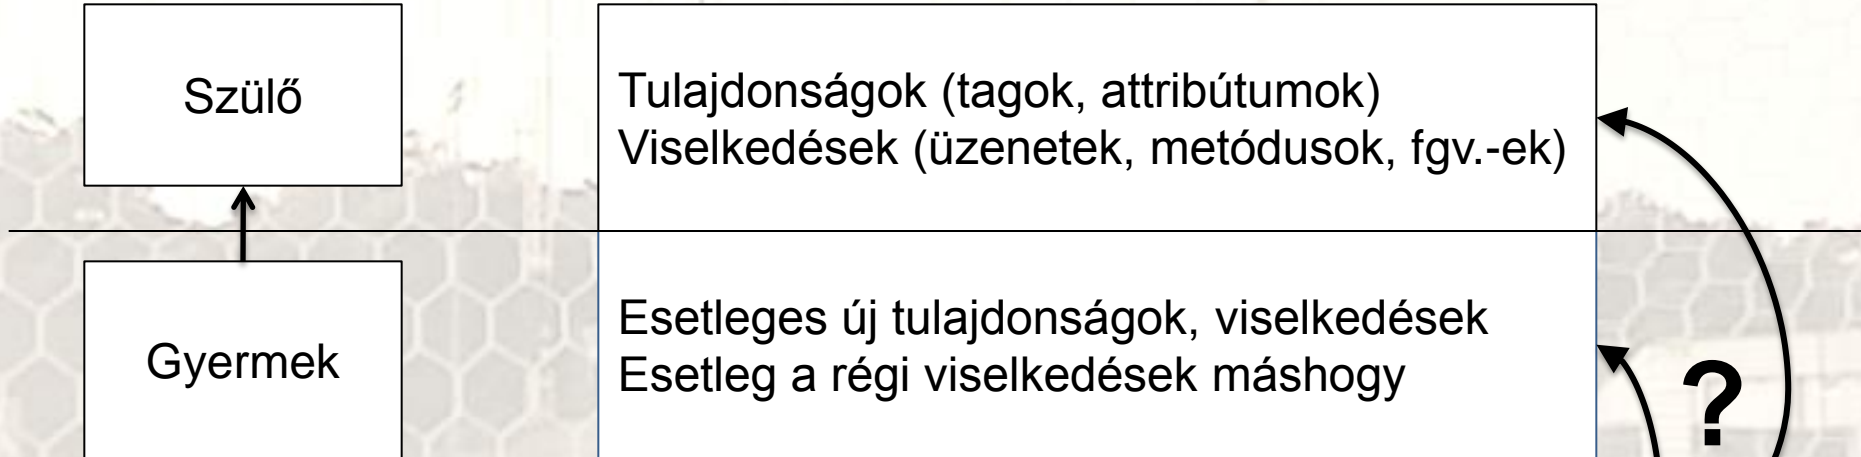 Szülő
Tulajdonságok (tagok, attribútumok)
Viselkedések (üzenetek, metódusok, fgv.-ek)
Gyermek
Esetleges új tulajdonságok, viselkedések
Esetleg a régi viselkedések máshogy
?